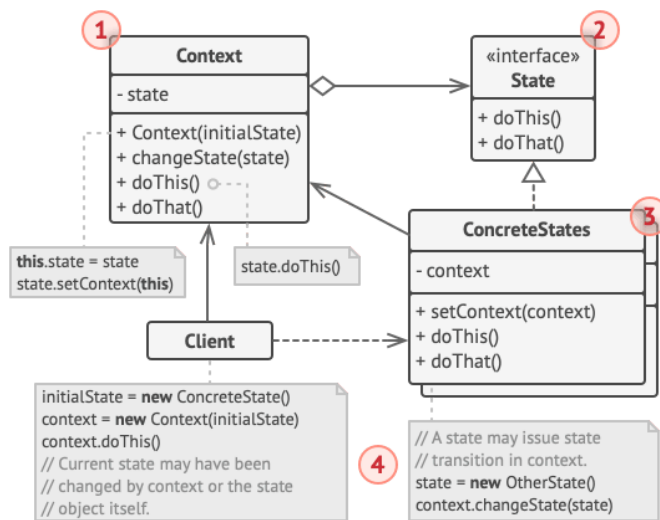 1
Context
- state
+ Context(initialState)
+ changeState(state)
+ doThis()
+ doThat()
this.state = state
state.setContext(this)
state.doThis()
2
«interface»
State
+ doThis()
+ doThat()
3
ConcreteStates
- context
+ setContext(context)
+ doThis()
+ doThat()
Client
initialState = new ConcreteState()
context = new Context(initialState)
context.doThis()
// Current state may have been
// changed by context or the state
// object itself.
4
// A state may issue state
// transition in context.
state = new OtherState()
context.changeState(state)